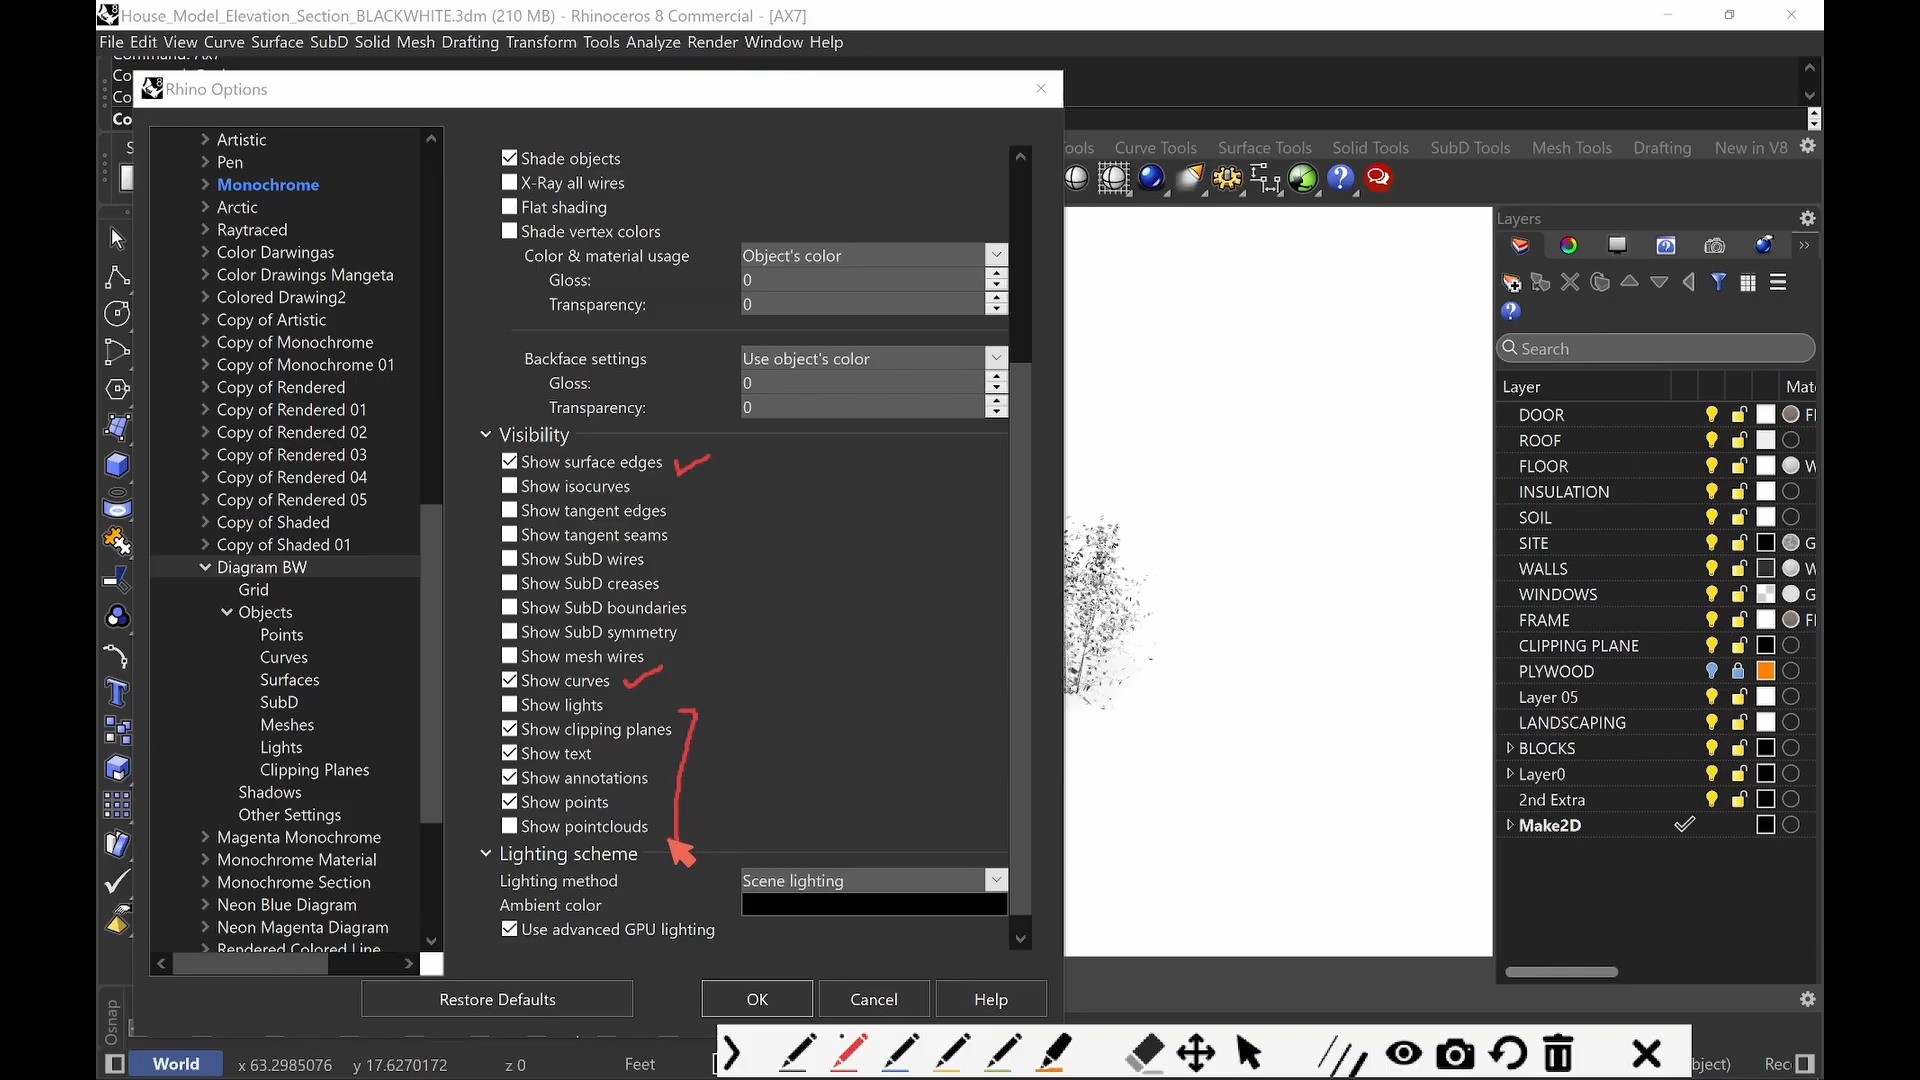 House_Model_Elevation_Section_BLACKWHITE.3dm (210 MB) - Rhinoceros 8 Commercial - [AX7]
File Edit View Curve Surface SubD Solid Mesh Drafting Transform Tools Analyze Render Window Help
Co
Co
Co
Rhino Options
Artistic
Pen
Monochrome
Arctic
Raytraced
Color Darwingas
Color Drawings Mangeta
Colored Drawing2
Copy of Artistic
Copy of Monochrome
Copy of Monochrome 01
Copy of Rendered
Copy of Rendered 01
Copy of Rendered 02
Copy of Rendered 03
Copy of Rendered 04
Copy of Rendered 05
Copy of Shaded
Copy of Shaded 01
Diagram BW
Grid
Objects
Points
Curves
Surfaces
SubD
Meshes
Lights
Clipping Planes
Shadows
Other Settings
Magenta Monochrome
Monochrome Material
Monochrome Section
Neon Blue Diagram
Neon Magenta Diagram
Rendered Colored Line
Shade objects
X-Ray all wires
Flat shading
Shade vertex colors
Color & material usage Object's color
Gloss: 0
Transparency: 0
Backface settings Use object's color
Gloss: 0
Transparency: 0
Visibility
Show surface edges
Show isocurves
Show tangent edges
Show tangent seams
Show SubD wires
Show SubD creases
Show SubD boundaries
Show SubD symmetry
Show mesh wires
Show curves
Show lights
Show clipping planes
Show text
Show annotations
Show points
Show pointclouds
Lighting scheme
Lighting method Scene lighting
Ambient color
Use advanced GPU lighting
Restore Defaults OK Cancel Help
Curve Tools Surface Tools Solid Tools SubD Tools Mesh Tools Drafting New in V8
Layers
Search
Layer
DOOR
ROOF
FLOOR
INSULATION
SOIL
SITE
WALLS
WINDOWS
FRAME
CLIPPING PLANE
PLYWOOD
Layer 05
LANDSCAPING
BLOCKS
Layer0
2nd Extra
Make2D
Osnap
World x 63.2985076 y 17.6270172 z 0 Feet